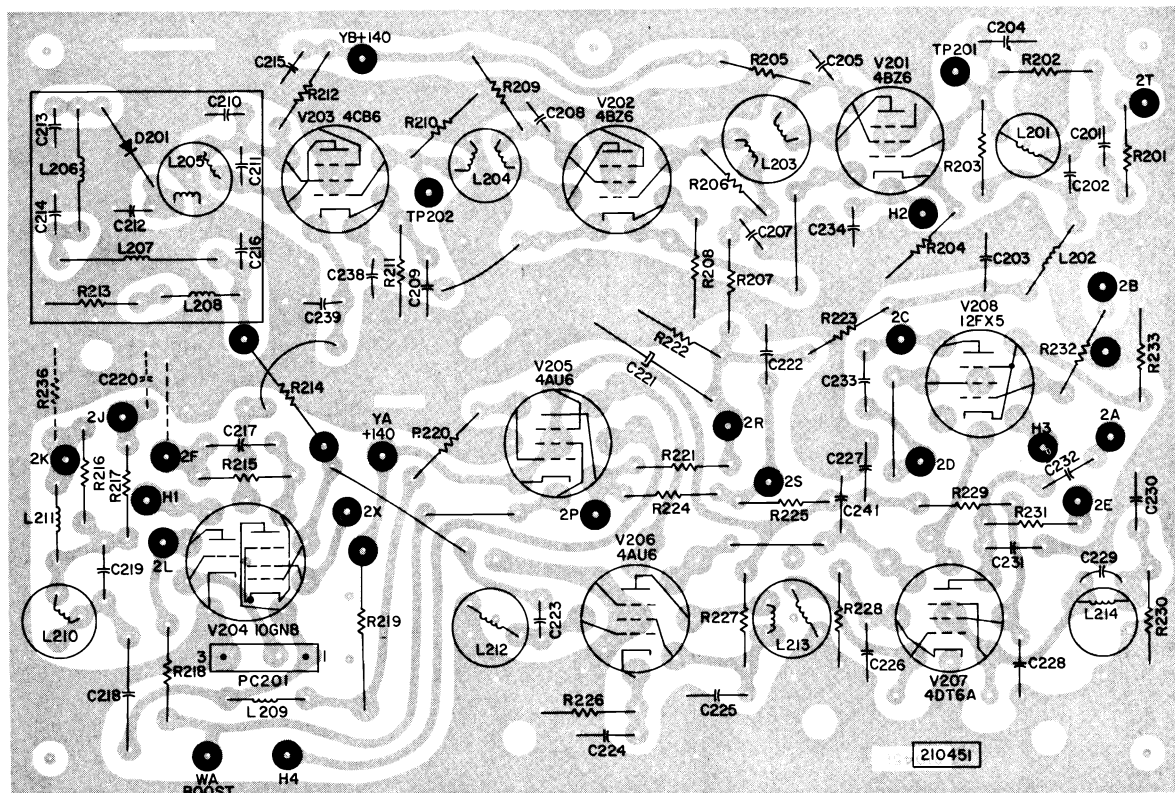 C204
YB+140
C215
R205
C205
V201
4BZ6
TP201
R202
2T
C210
R212
R209
C208
V202
4BZ6
V203 4CB6
R210
C213
D201
L205
C211
L206
L204
L203
R203
L201
C201
R201
C202
R206
TP202
C214
C212
H2
C234
C207
R204
L207
C216
C238
R211
C209
R208
R207
C203
L202
R213
L208
C239
2B
R222
R223
2C
V208
12FX5
R232
R233
C221
C222
C233
R236
C220
R214
V205
4AU6
2J
YA
+140
R220
2R
H3
2A
C217
2K
R216
R217
2F
R215
R221
2S
C227
2D
C232
C230
H1
L211
2X
2P
R224
R225
C241
R229
R231
2E
2L
C219
V206
4AU6
C231
C229
L210
V204 10GN8
R219
L212
C223
R227
L213
R228
L214
R230
3
1
PC201
C218
R218
L209
C226
V207
4DT6A
C228
R226
C225
C224
210451
WA
BOOST
H4